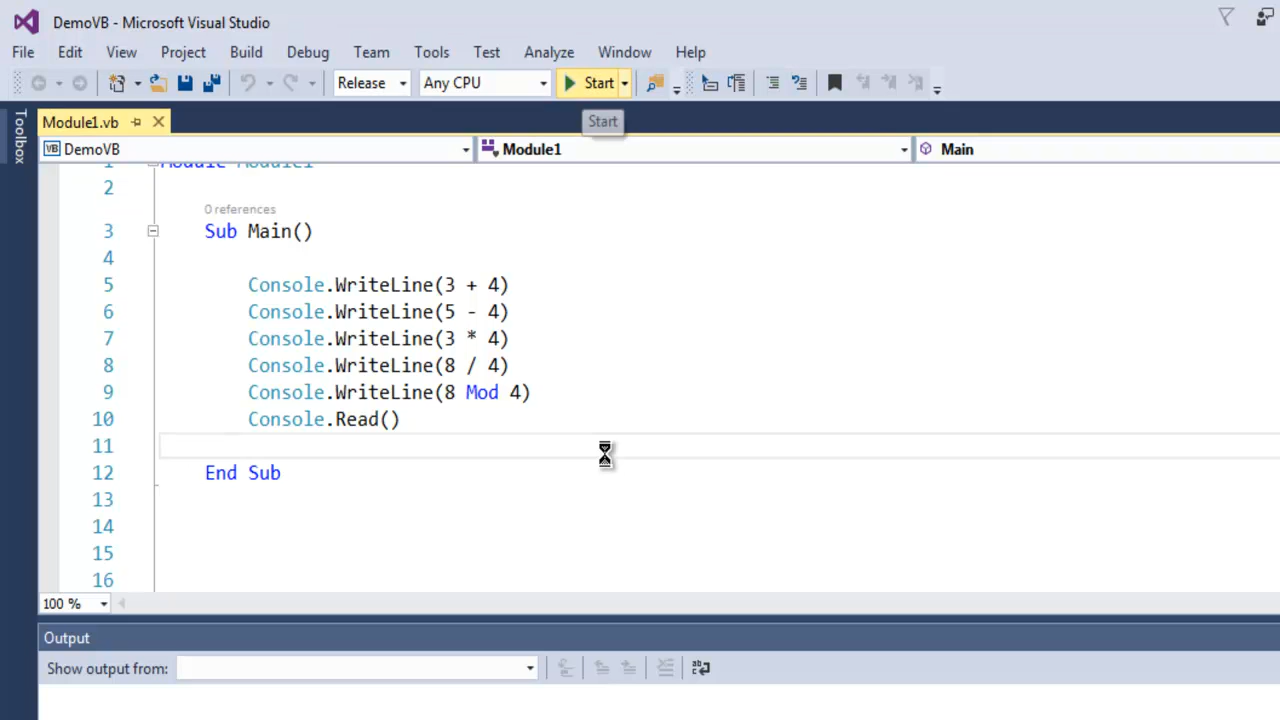 DemoVB - Microsoft Visual Studio
File Edit View Project Build Debug Team Tools Test Analyze Window Help
Release Any CPU Start
Start
Toolbox
Module1.vb
VB DemoVB Module1 Main
1 Module Module1
2
0 references
3 Sub Main()
4
5 Console.WriteLine(3 + 4)
6 Console.WriteLine(5 - 4)
7 Console.WriteLine(3 * 4)
8 Console.WriteLine(8 / 4)
9 Console.WriteLine(8 Mod 4)
10 Console.Read()
11
12 End Sub
13
14
15
16
100 %
Output
Show output from: